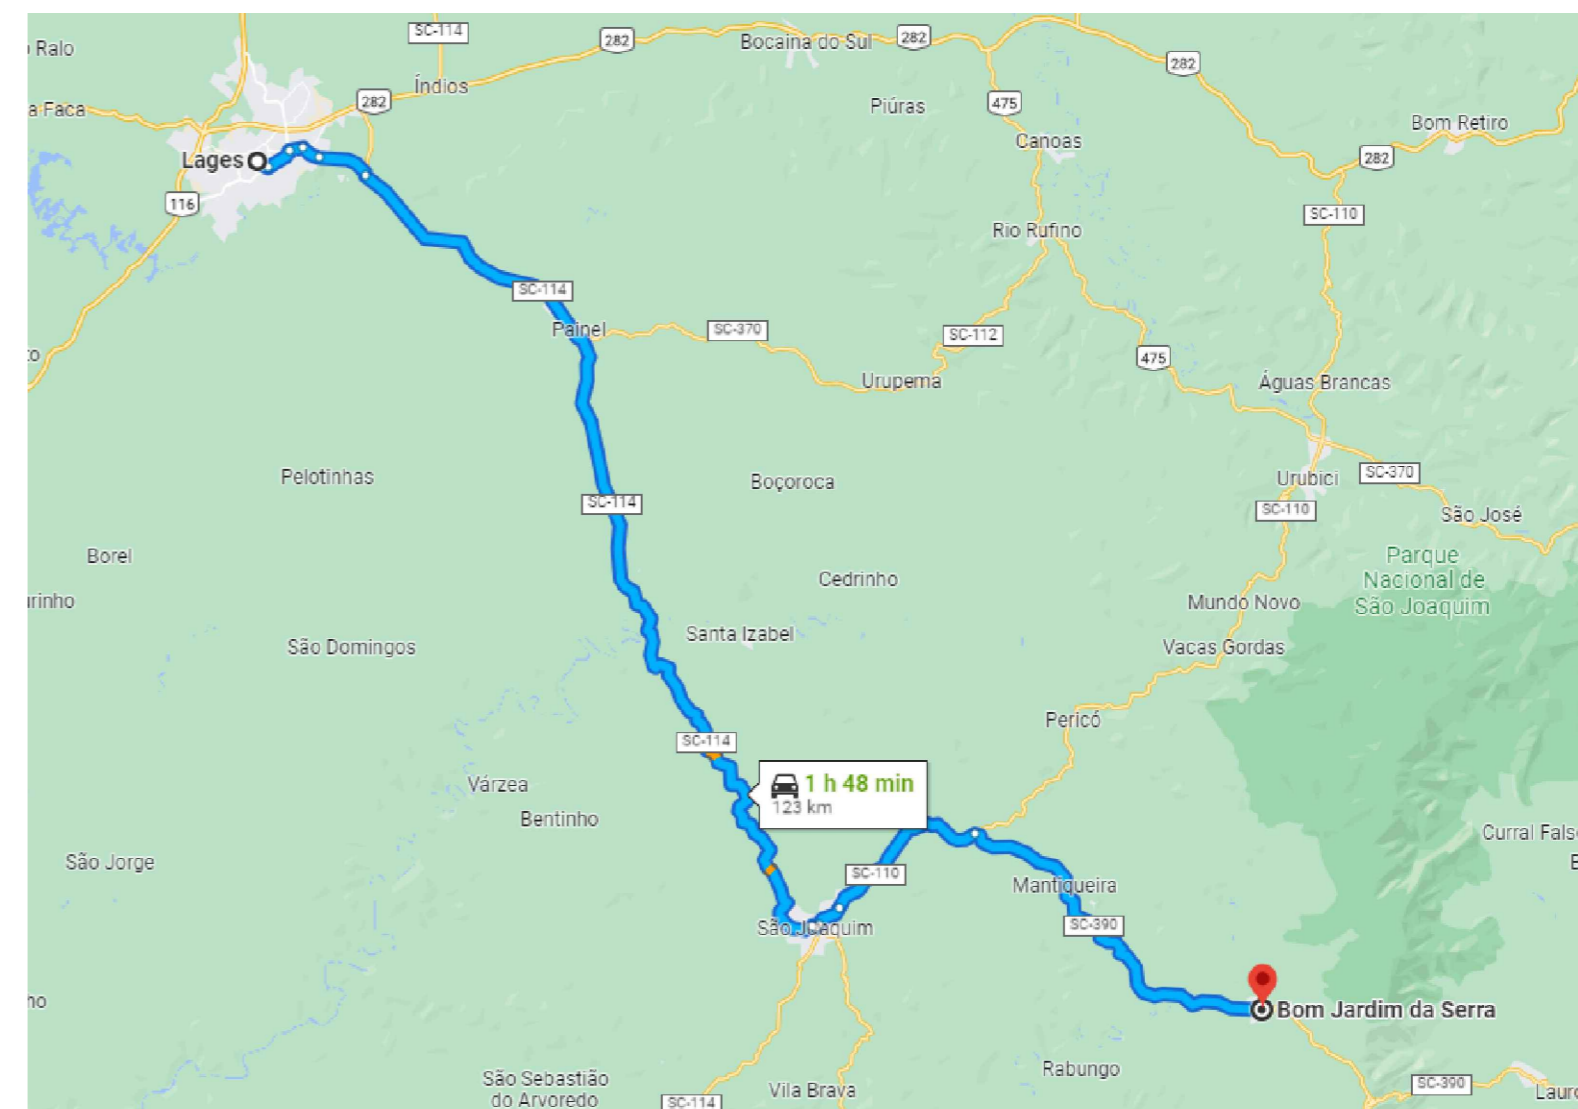 SC-114
Ralo
282
Bocaina do Sul
282
282
Índios
282
a Faca
Piúras
475
Canoas
Bom Retiro
282
Lages
116
SC-110
Rio Rufino
SC-114
Painel
SC-370
SC-112
475
Urupema
Águas Brancas
Pelotinhas
Boçoroca
Urubici
SC-370
SC-114
SC-110
São José
Borel
Parque
Nacional de
São Joaquim
Cedrinho
urinho
Mundo Novo
São Domingos
Santa Izabel
Vacas Gordas
Pericó
SC-114
1 h 48 min
123 km
Várzea
Bentinho
Curral Fals
São Jorge
SC-110
Mantiqueira
São Joaquim
SC-390
ho
Bom Jardim da Serra
São Sebastião
do Arvoredo
Rabungo
Vila Brava
SC-390
Laur
SC-114